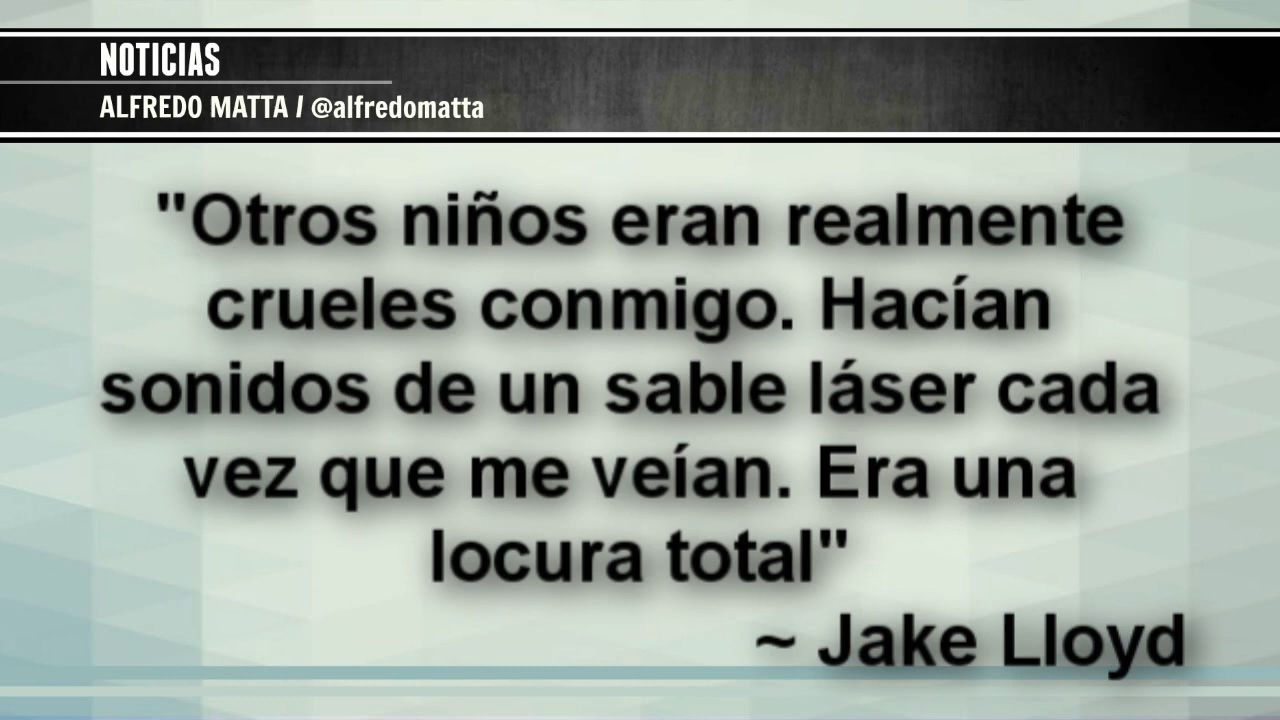 NOTICIAS
ALFREDO MATTA / @alfredomatta
"Otros niños eran realmente
crueles conmigo. Hacían
sonidos de un sable láser cada
vez que me veían. Era una
locura total"
~ Jake Lloyd